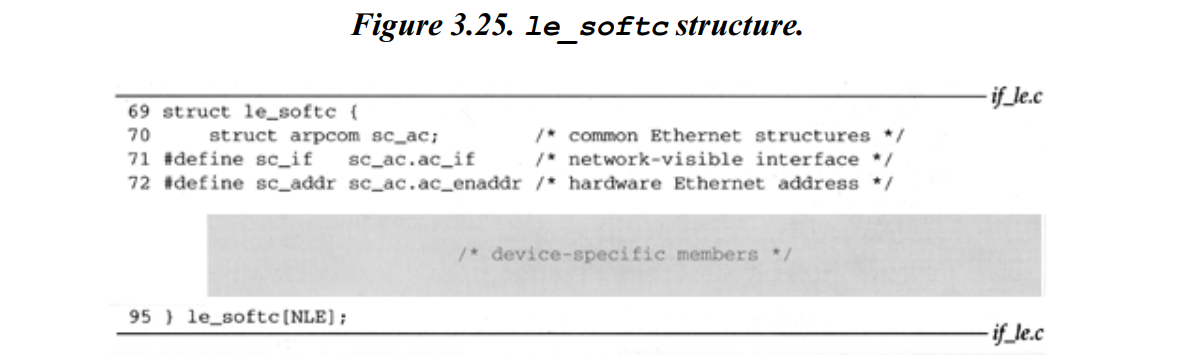 Figure 3.25. le_softc structure.
if_le.c
69 struct le_softc {
70     struct arpcom sc_ac;        /* common Ethernet structures */
71 #define sc_if   sc_ac.ac_if     /* network-visible interface */
72 #define sc_addr sc_ac.ac_enaddr /* hardware Ethernet address */
/* device-specific members */
95 } le_softc[NLE];
if_le.c